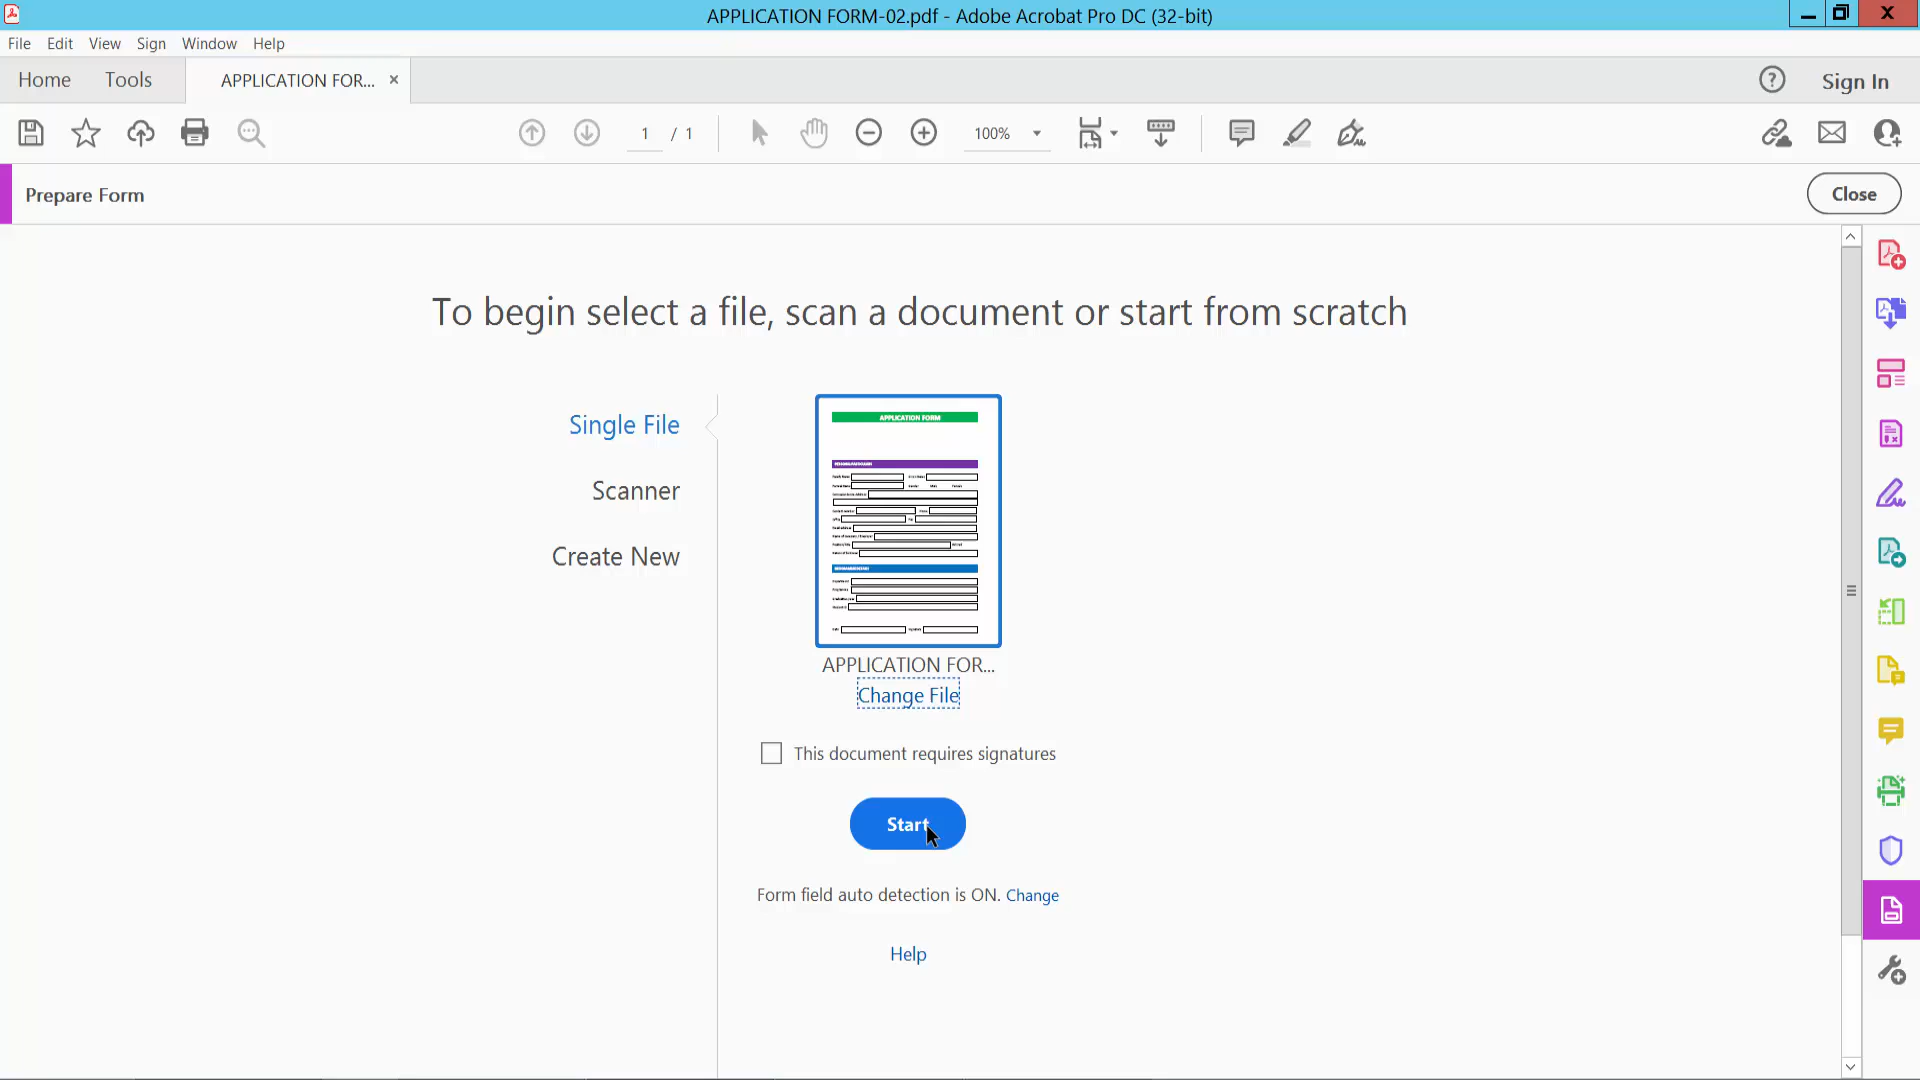 APPLICATION FORM-02.pdf - Adobe Acrobat Pro DC (32-bit)
File Edit View Sign Window Help
Home Tools APPLICATION FOR... × Sign In
1 / 1 100%
Prepare Form Close
To begin select a file, scan a document or start from scratch
Single File
Scanner
Create New
APPLICATION FORM
APPLICATION FOR...
Change File
This document requires signatures
Start
Form field auto detection is ON. Change
Help